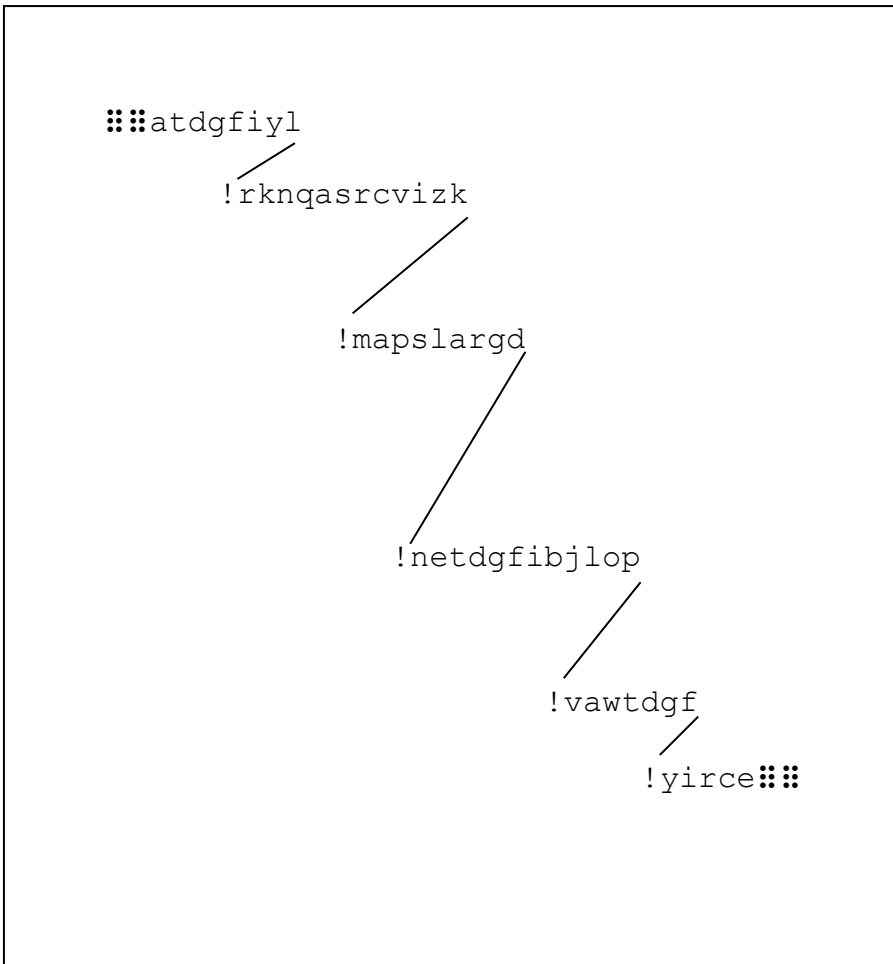 ⠿⠿atdgfiyl
!rknqasrcvizk
!mapslargd
!netdgfibjlop
!vawtdgf
!yirce⠿⠿